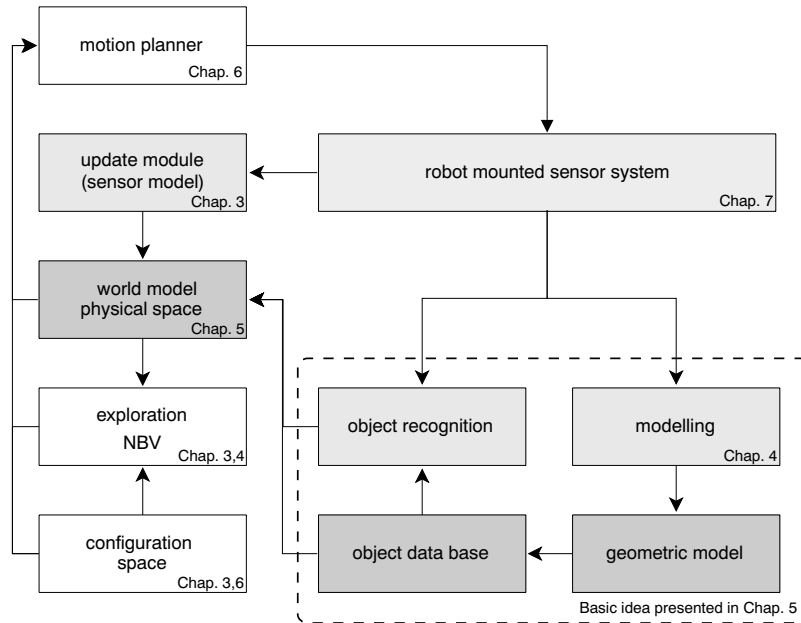 motion planner
Chap. 6
update module
(sensor model)
Chap. 3
robot mounted sensor system
Chap. 7
world model
physical space
Chap. 5
exploration
NBV
Chap. 3,4
object recognition
modelling
Chap. 4
configuration
space
Chap. 3,6
object data base
geometric model
Basic idea presented in Chap. 5